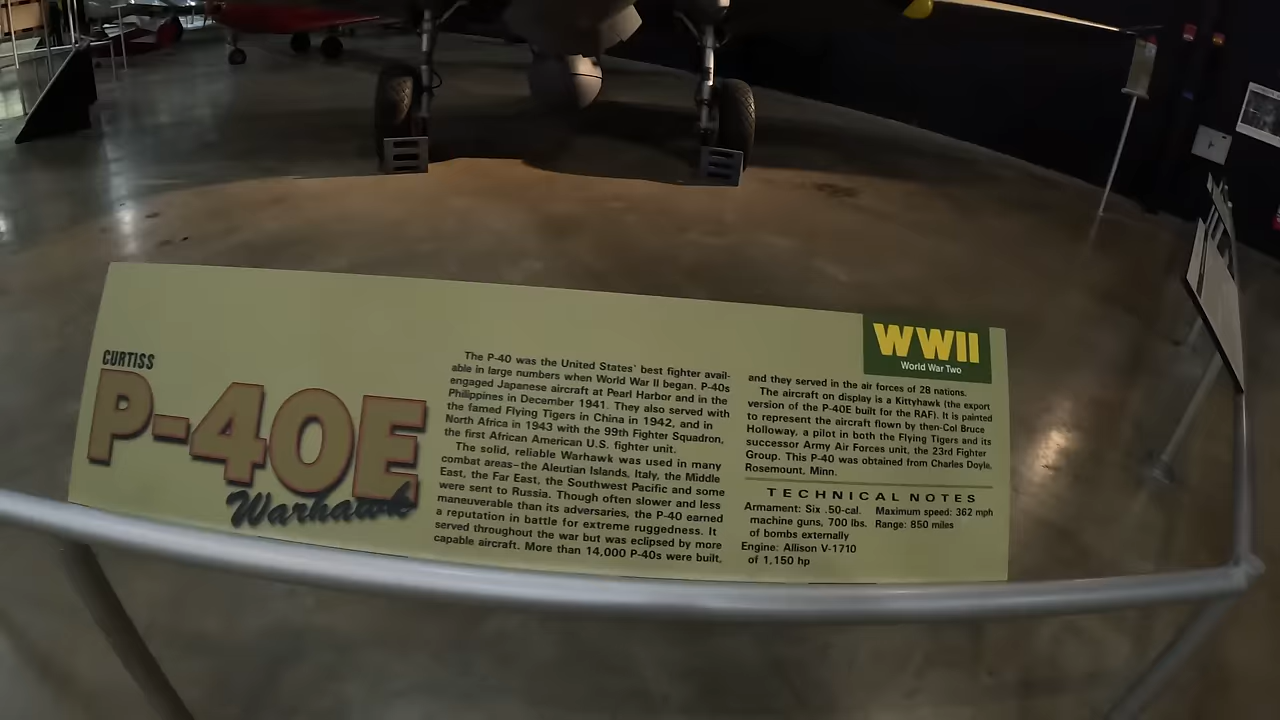 CURTISS
P-40E
Warhawk
The P-40 was the United States' best fighter avail-
able in large numbers when World War II began. P-40s
engaged Japanese aircraft at Pearl Harbor and in the
Philippines in December 1941. They also served with
the famed Flying Tigers in China in 1942, and in
North Africa in 1943 with the 99th Fighter Squadron,
the first African American U.S. fighter unit.
The solid, reliable Warhawk was used in many
combat areas–the Aleutian Islands, Italy, the Middle
East, the Far East, the Southwest Pacific and some
were sent to Russia. Though often slower and less
maneuverable than its adversaries, the P-40 earned
a reputation in battle for extreme ruggedness. It
served throughout the war but was eclipsed by more
capable aircraft. More than 14,000 P-40s were built,
WWII
World War Two
and they served in the air forces of 28 nations.
The aircraft on display is a Kittyhawk (the export
version of the P-40E built for the RAF). It is painted
to represent the aircraft flown by then-Col Bruce
Holloway, a pilot in both the Flying Tigers and its
successor Army Air Forces unit, the 23rd Fighter
Group. This P-40 was obtained from Charles Doyle,
Rosemount, Minn.
TECHNICAL NOTES
Armament: Six .50-cal.
machine guns, 700 lbs.
of bombs externally
Engine: Allison V-1710
of 1,150 hp
Maximum speed: 362 mph
Range: 850 miles